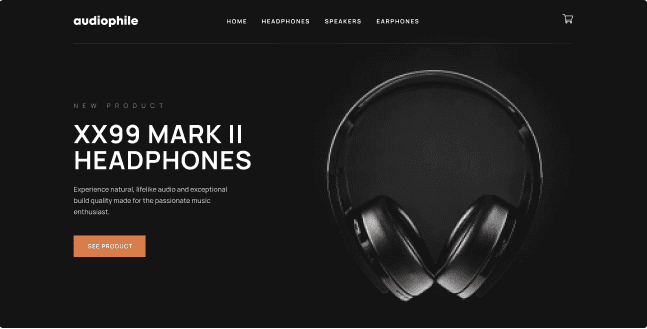 audiophile
HOME HEADPHONES SPEAKERS EARPHONES
NEW PRODUCT
XX99 MARK II
HEADPHONES
Experience natural, lifelike audio and exceptional
build quality made for the passionate music
enthusiast.
SEE PRODUCT